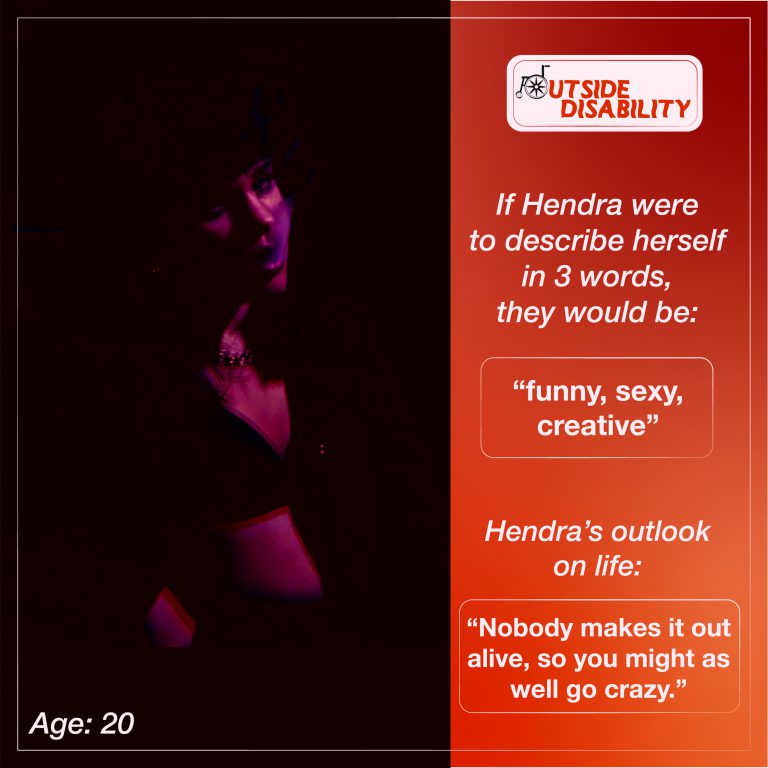 OUTSIDE
DISABILITY
If Hendra were
to describe herself
in 3 words,
they would be:
“funny, sexy,
creative”
Hendra’s outlook
on life:
“Nobody makes it out
alive, so you might as
well go crazy.”
Age: 20